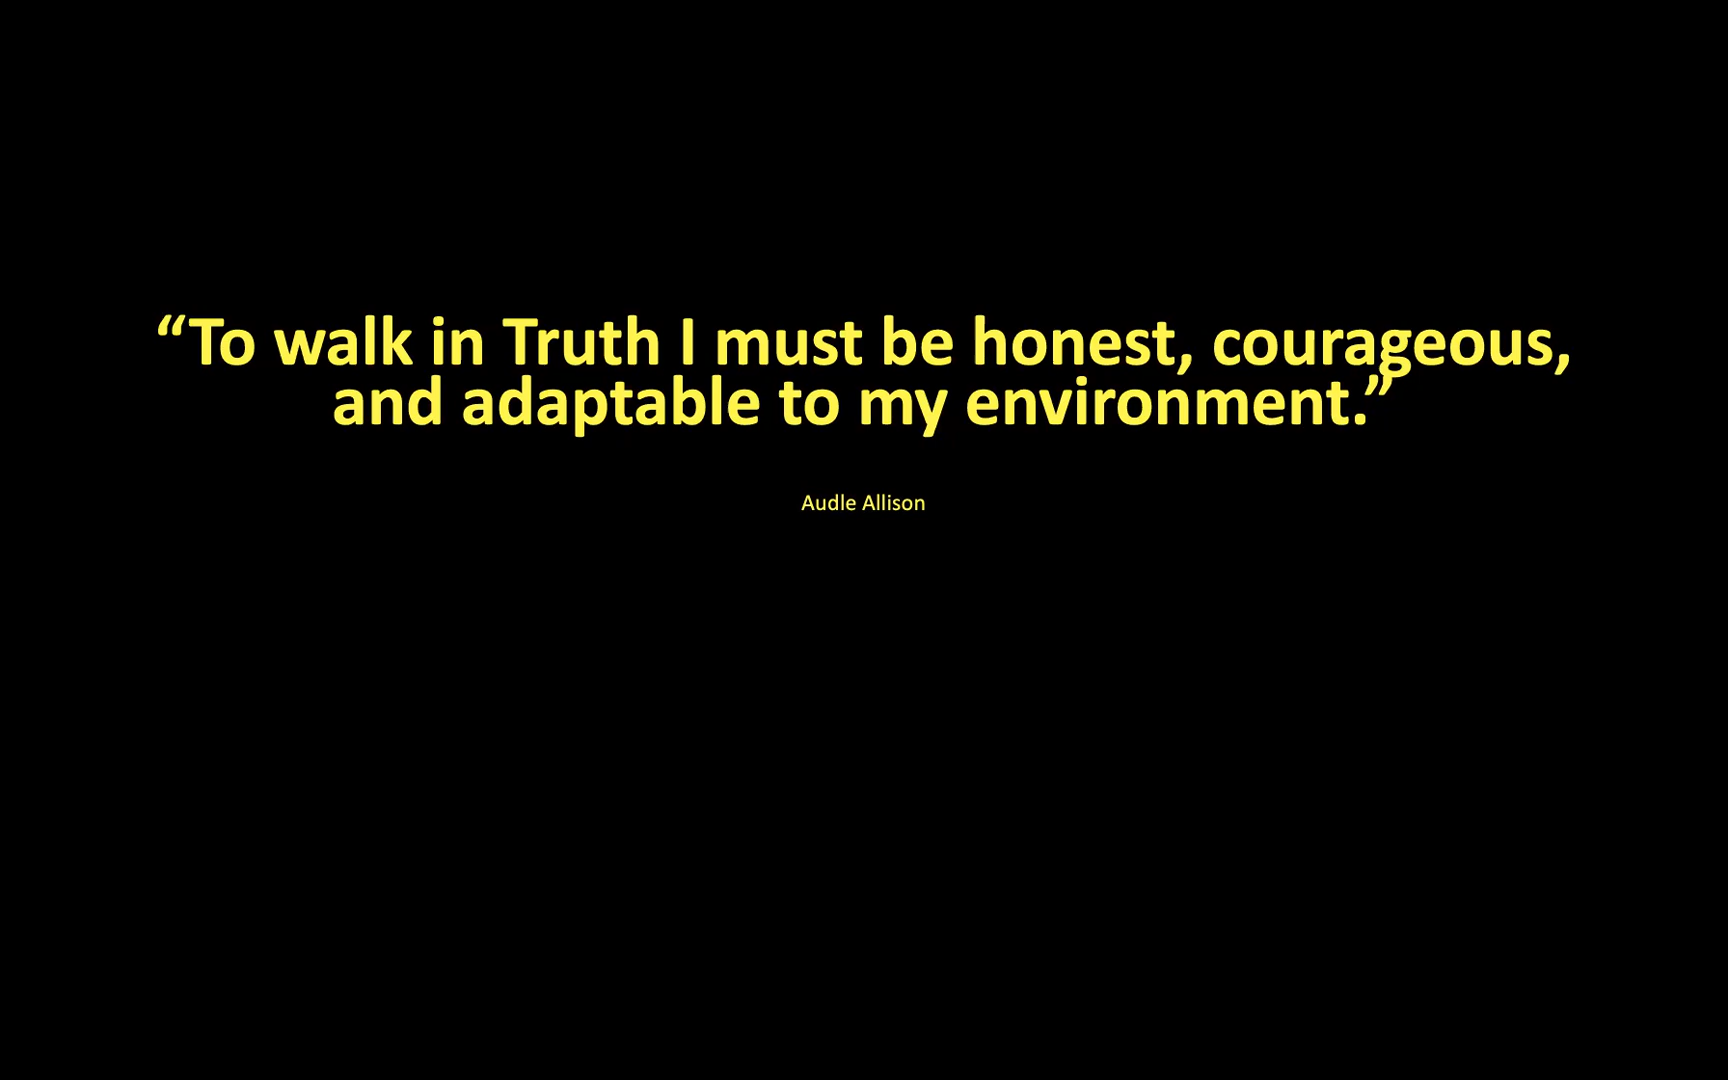 “To walk in Truth I must be honest, courageous,
and adaptable to my environment.”
Audle Allison